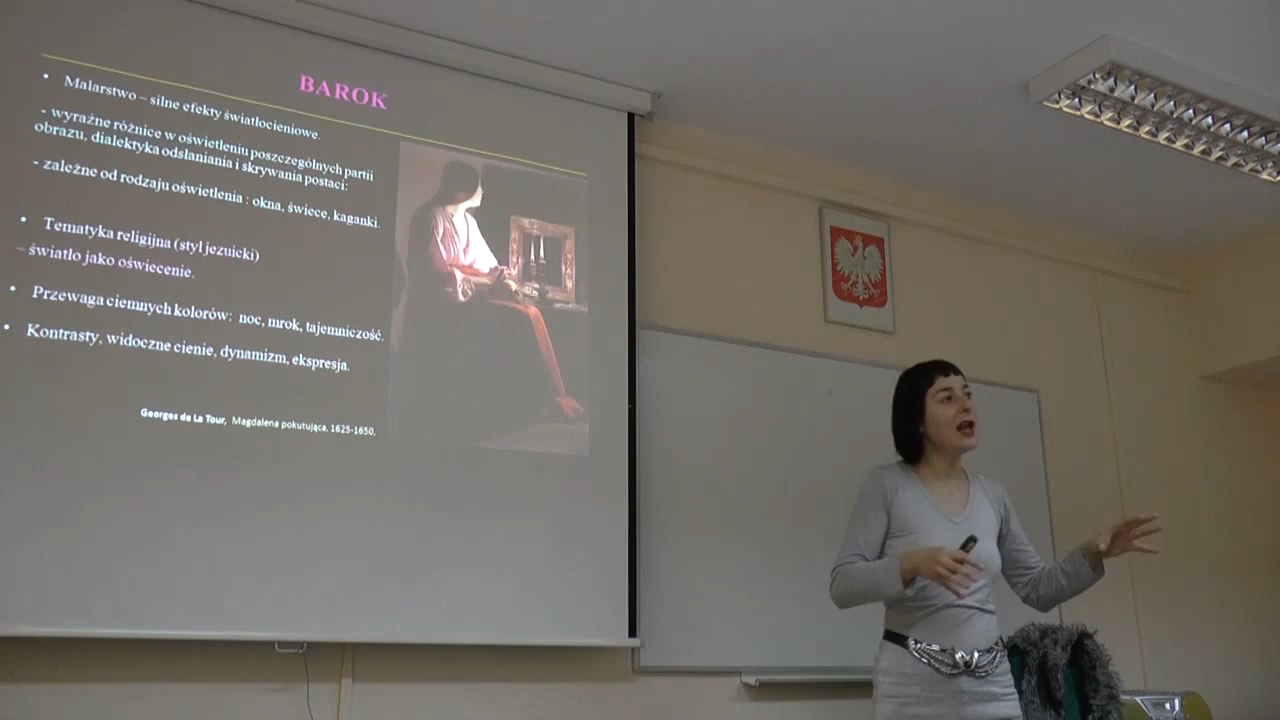 BAROK
• Malarstwo – silne efekty światłocieniowe.
- wyraźne różnice w oświetleniu poszczególnych partii
obrazu, dialektyka odsłaniania i skrywania postaci:
- zależne od rodzaju oświetlenia : okna, świece, kaganki.
• Tematyka religijna (styl jezuicki)
– światło jako oświecenie.
• Przewaga ciemnych kolorów: noc, mrok, tajemniczość.
• Kontrasty, widoczne cienie, dynamizm, ekspresja.
Georges de La Tour, Magdalena pokutująca, 1625-1650,